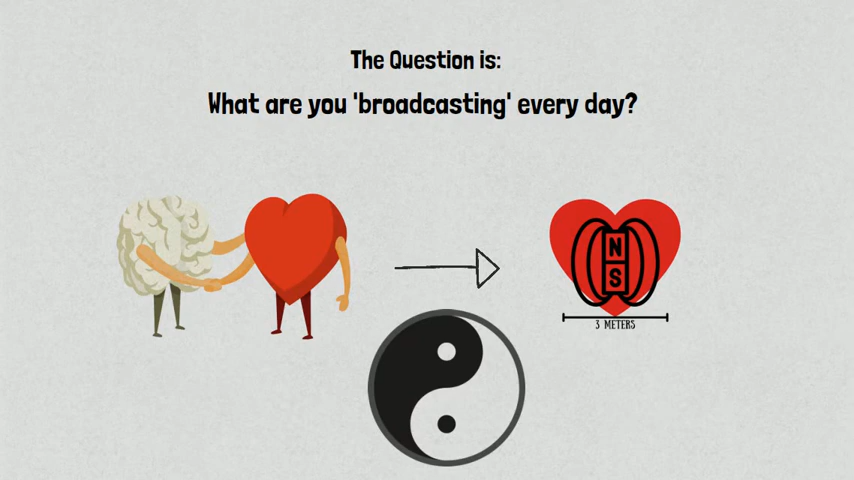 The Question is:
What are you 'broadcasting' every day?
N
S
3 METERS